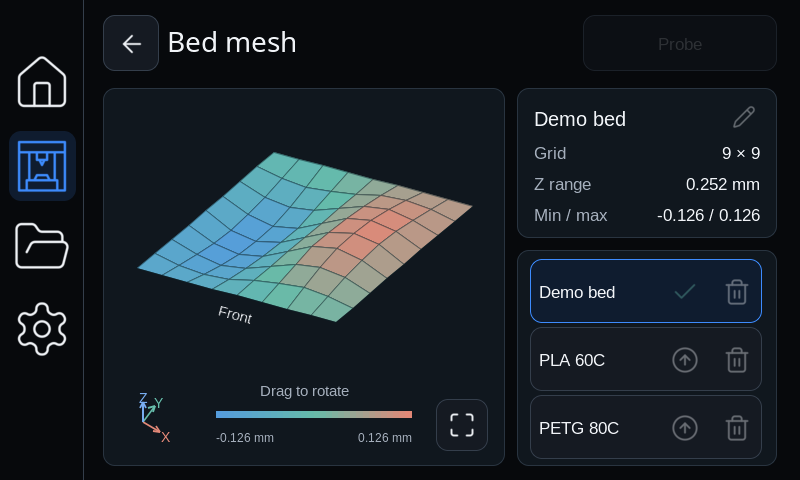 Bed mesh
Probe
Front
Z
Y
X
Drag to rotate
-0.126 mm 0.126 mm
Demo bed
Grid 9 × 9
Z range 0.252 mm
Min / max -0.126 / 0.126
Demo bed
PLA 60C
PETG 80C